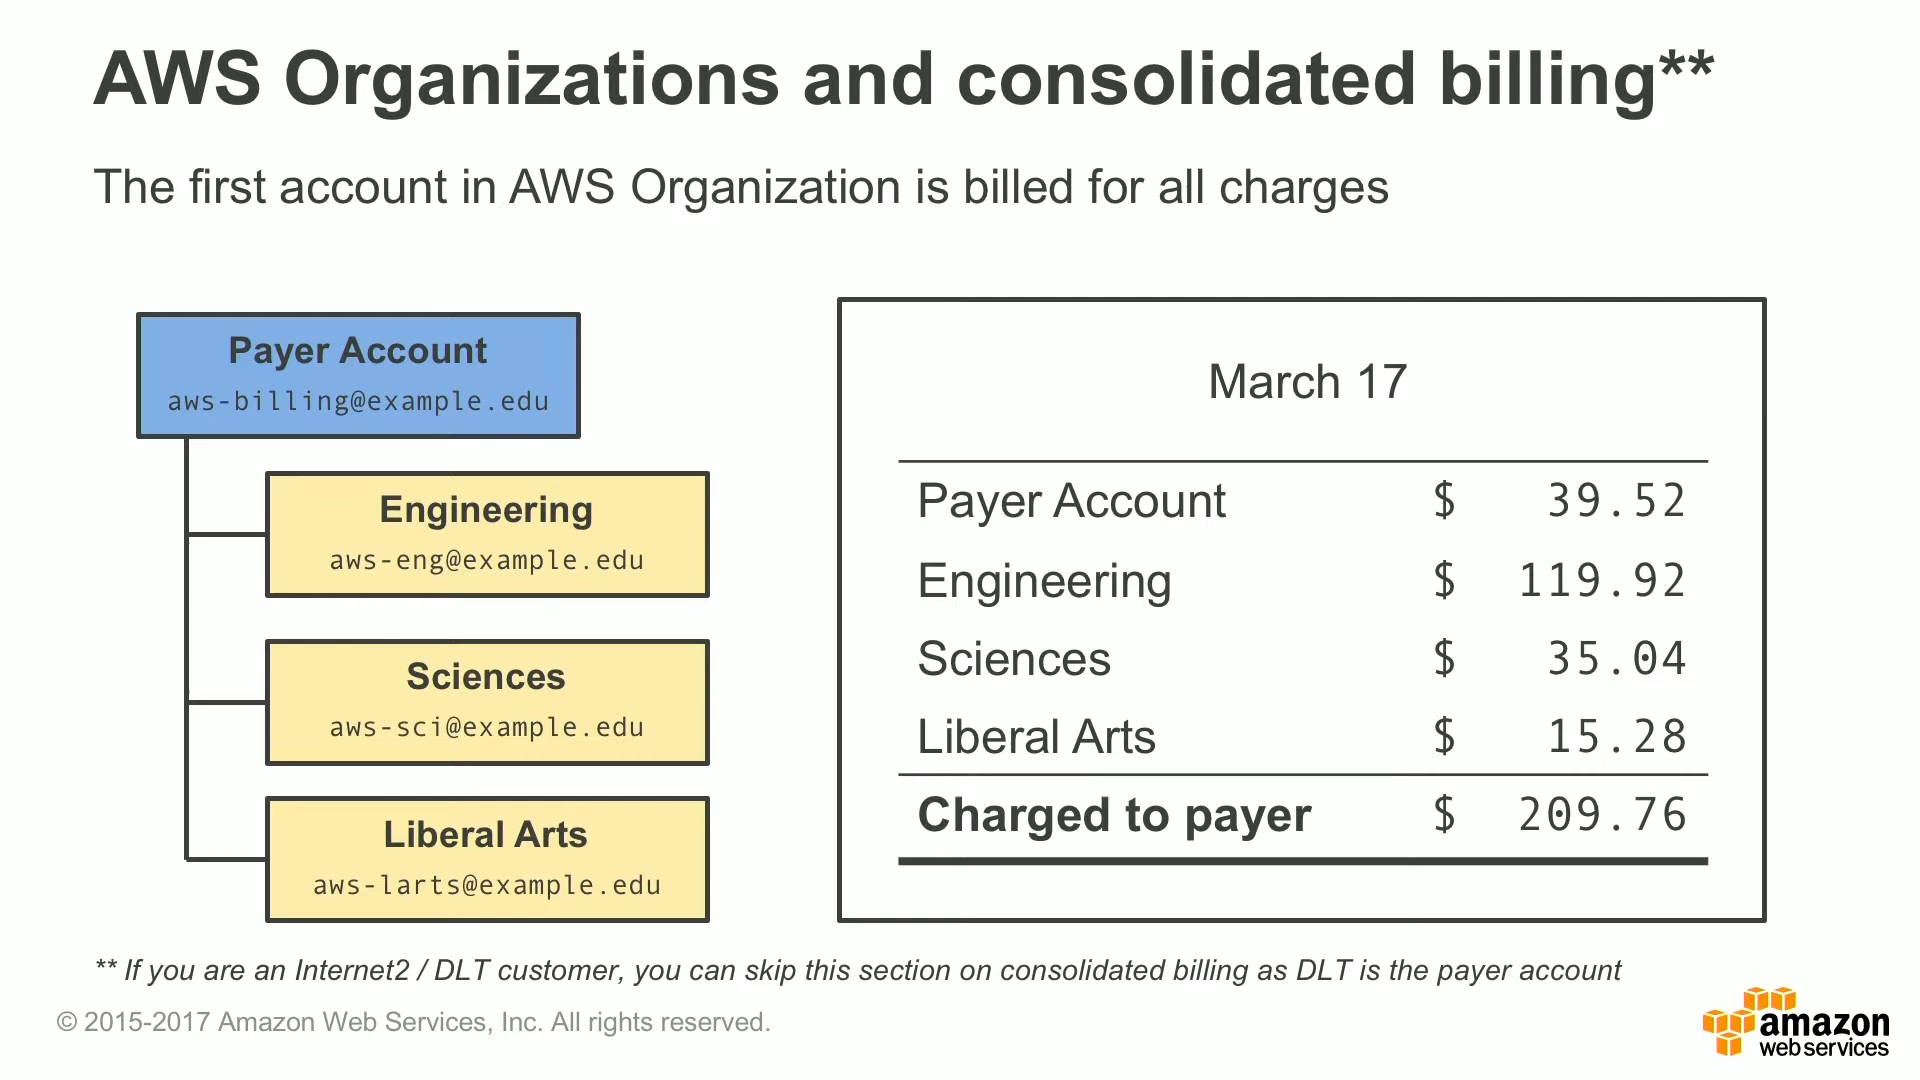 AWS Organizations and consolidated billing**
The first account in AWS Organization is billed for all charges
Payer Account
aws-billing@example.edu
Engineering
aws-eng@example.edu
Sciences
aws-sci@example.edu
Liberal Arts
aws-larts@example.edu
March 17
Payer Account $ 39.52
Engineering $ 119.92
Sciences $ 35.04
Liberal Arts $ 15.28
Charged to payer $ 209.76
** If you are an Internet2 / DLT customer, you can skip this section on consolidated billing as DLT is the payer account
© 2015-2017 Amazon Web Services, Inc. All rights reserved.
amazon
web services